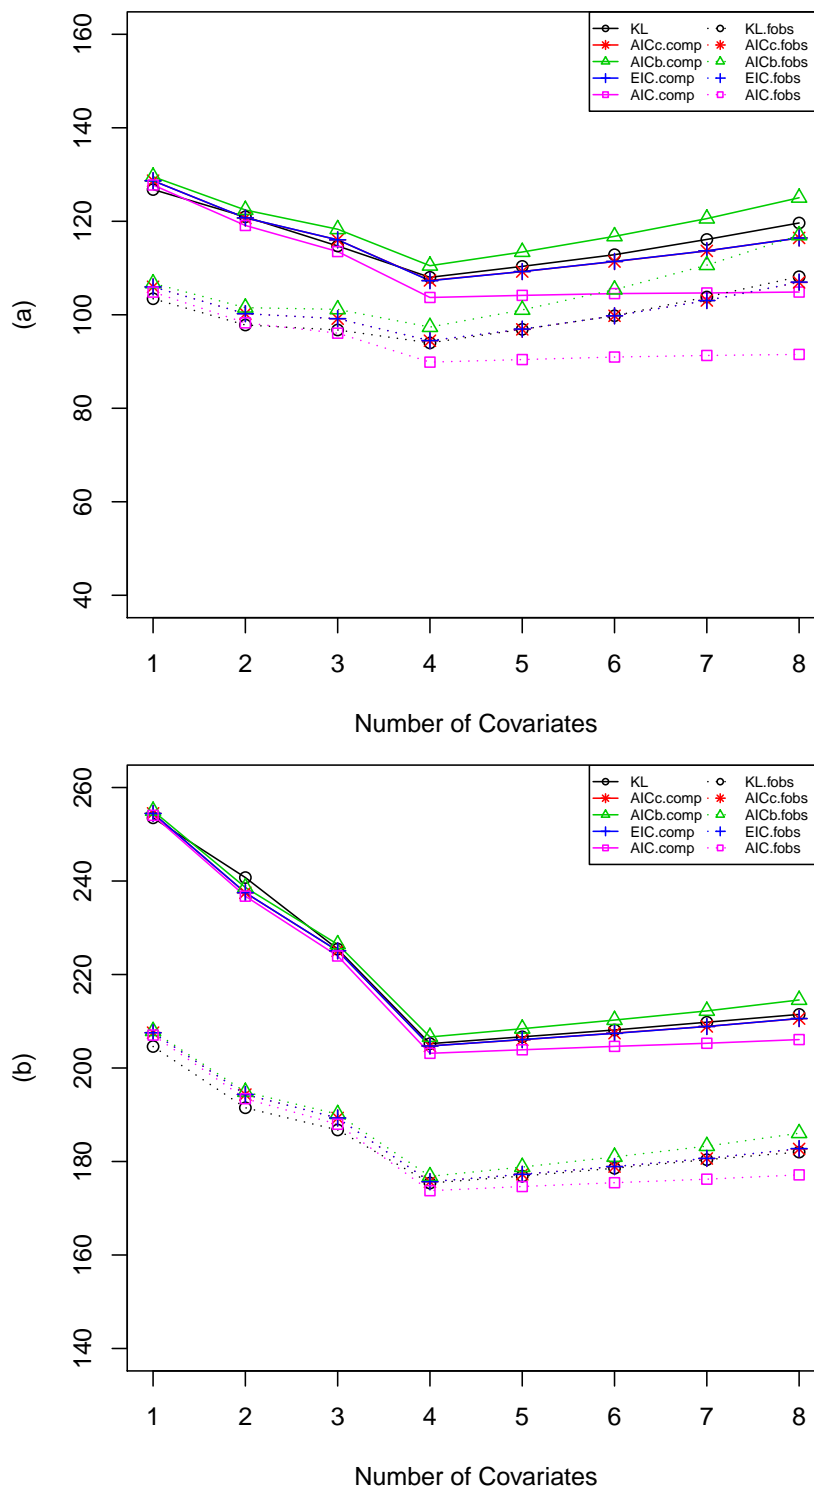 (a)
160
140
120
100
80
60
40
KL
AICc.comp
AICb.comp
EIC.comp
AIC.comp
KL.fobs
AICc.fobs
AICb.fobs
EIC.fobs
AIC.fobs
1 2 3 4 5 6 7 8
Number of Covariates
(b)
260
240
220
200
180
160
140
KL
AICc.comp
AICb.comp
EIC.comp
AIC.comp
KL.fobs
AICc.fobs
AICb.fobs
EIC.fobs
AIC.fobs
1 2 3 4 5 6 7 8
Number of Covariates